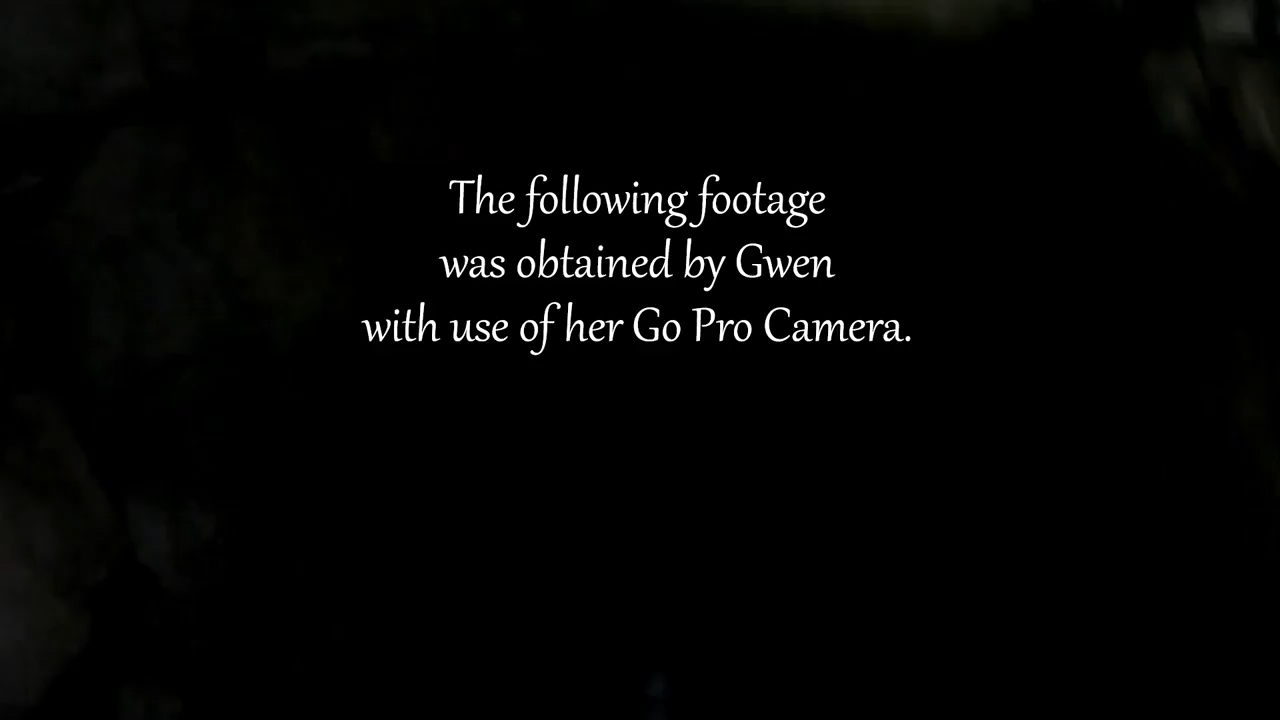 The following footage
was obtained by Gwen
with use of her Go Pro Camera.